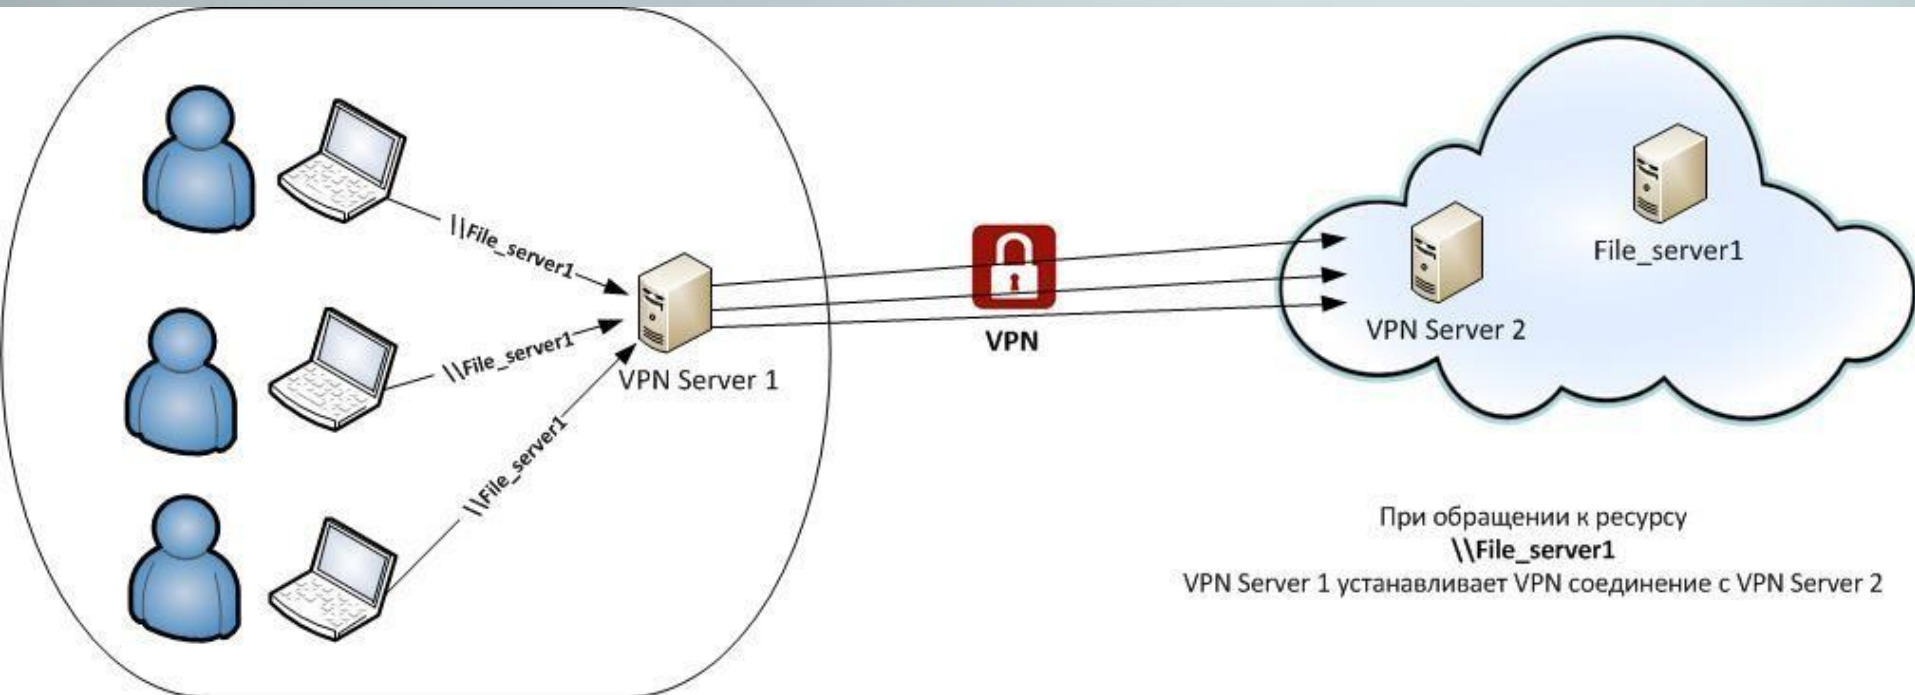 \\File_server1
\\File_server1
\\File_server1
VPN Server 1
VPN
VPN Server 2
File_server1
При обращении к ресурсу
\\File_server1
VPN Server 1 устанавливает VPN соединение с VPN Server 2